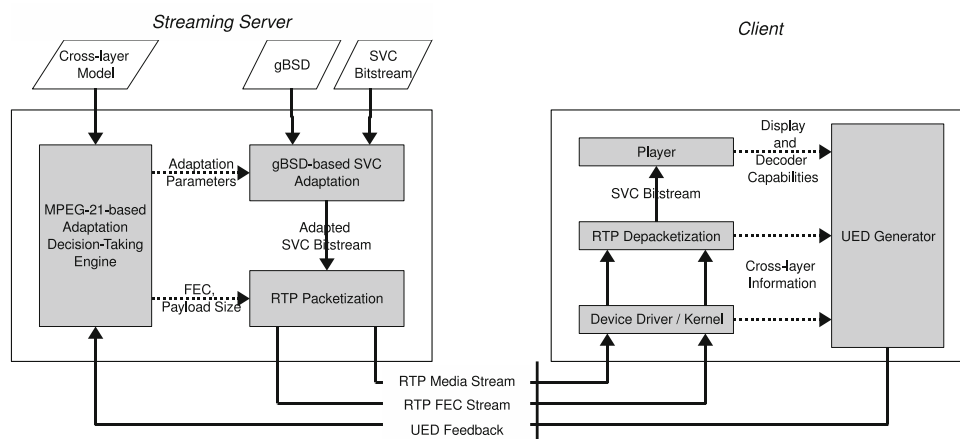 Streaming Server
Client
Cross-layer
Model
gBSD
SVC
Bitstream
MPEG-21-based
Adaptation
Decision-Taking
Engine
Adaptation
Parameters
gBSD-based SVC
Adaptation
Adapted
SVC Bitstream
FEC,
Payload Size
RTP Packetization
Player
SVC Bitstream
RTP Depacketization
Device Driver / Kernel
Display
and
Decoder
Capabilities
Cross-layer
Information
UED Generator
RTP Media Stream
RTP FEC Stream
UED Feedback